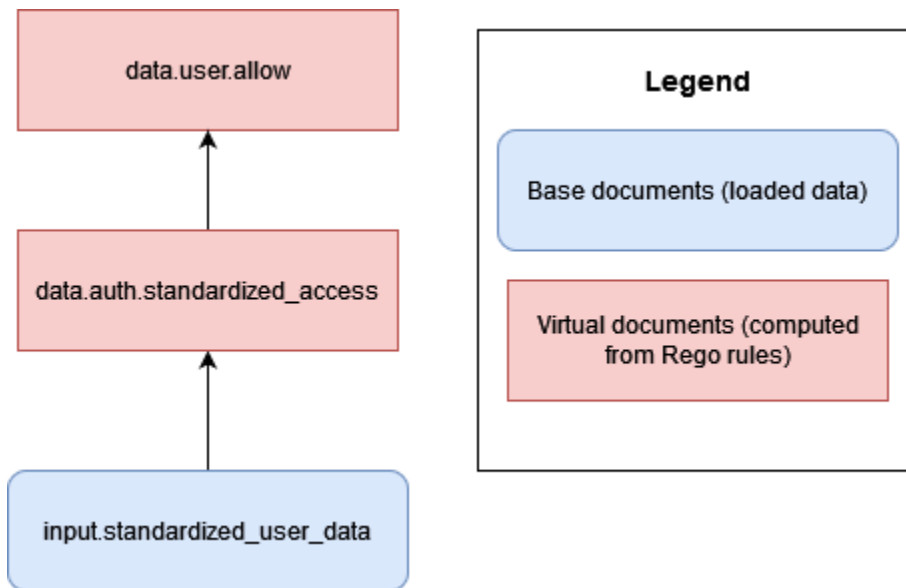 data.user.allow
data.auth.standardized_access
input.standardized_user_data
Legend
Base documents (loaded data)
Virtual documents (computed
from Rego rules)